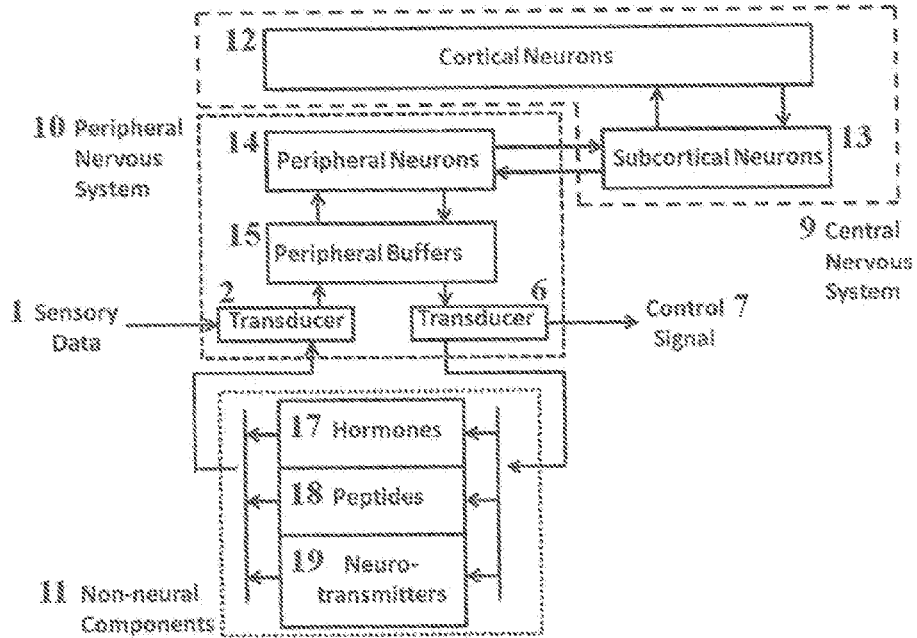 12
Cortical Neurons
10 Peripheral
Nervous
System
14
Peripheral Neurons
Subcortical Neurons
13
15
Peripheral Buffers
9 Central
Nervous
System
1 Sensory
Data
2
Transducer
6
Transducer
Control 7
Signal
17 Hormones
18 Peptides
19 Neuro-
transmitters
11 Non-neural
Components